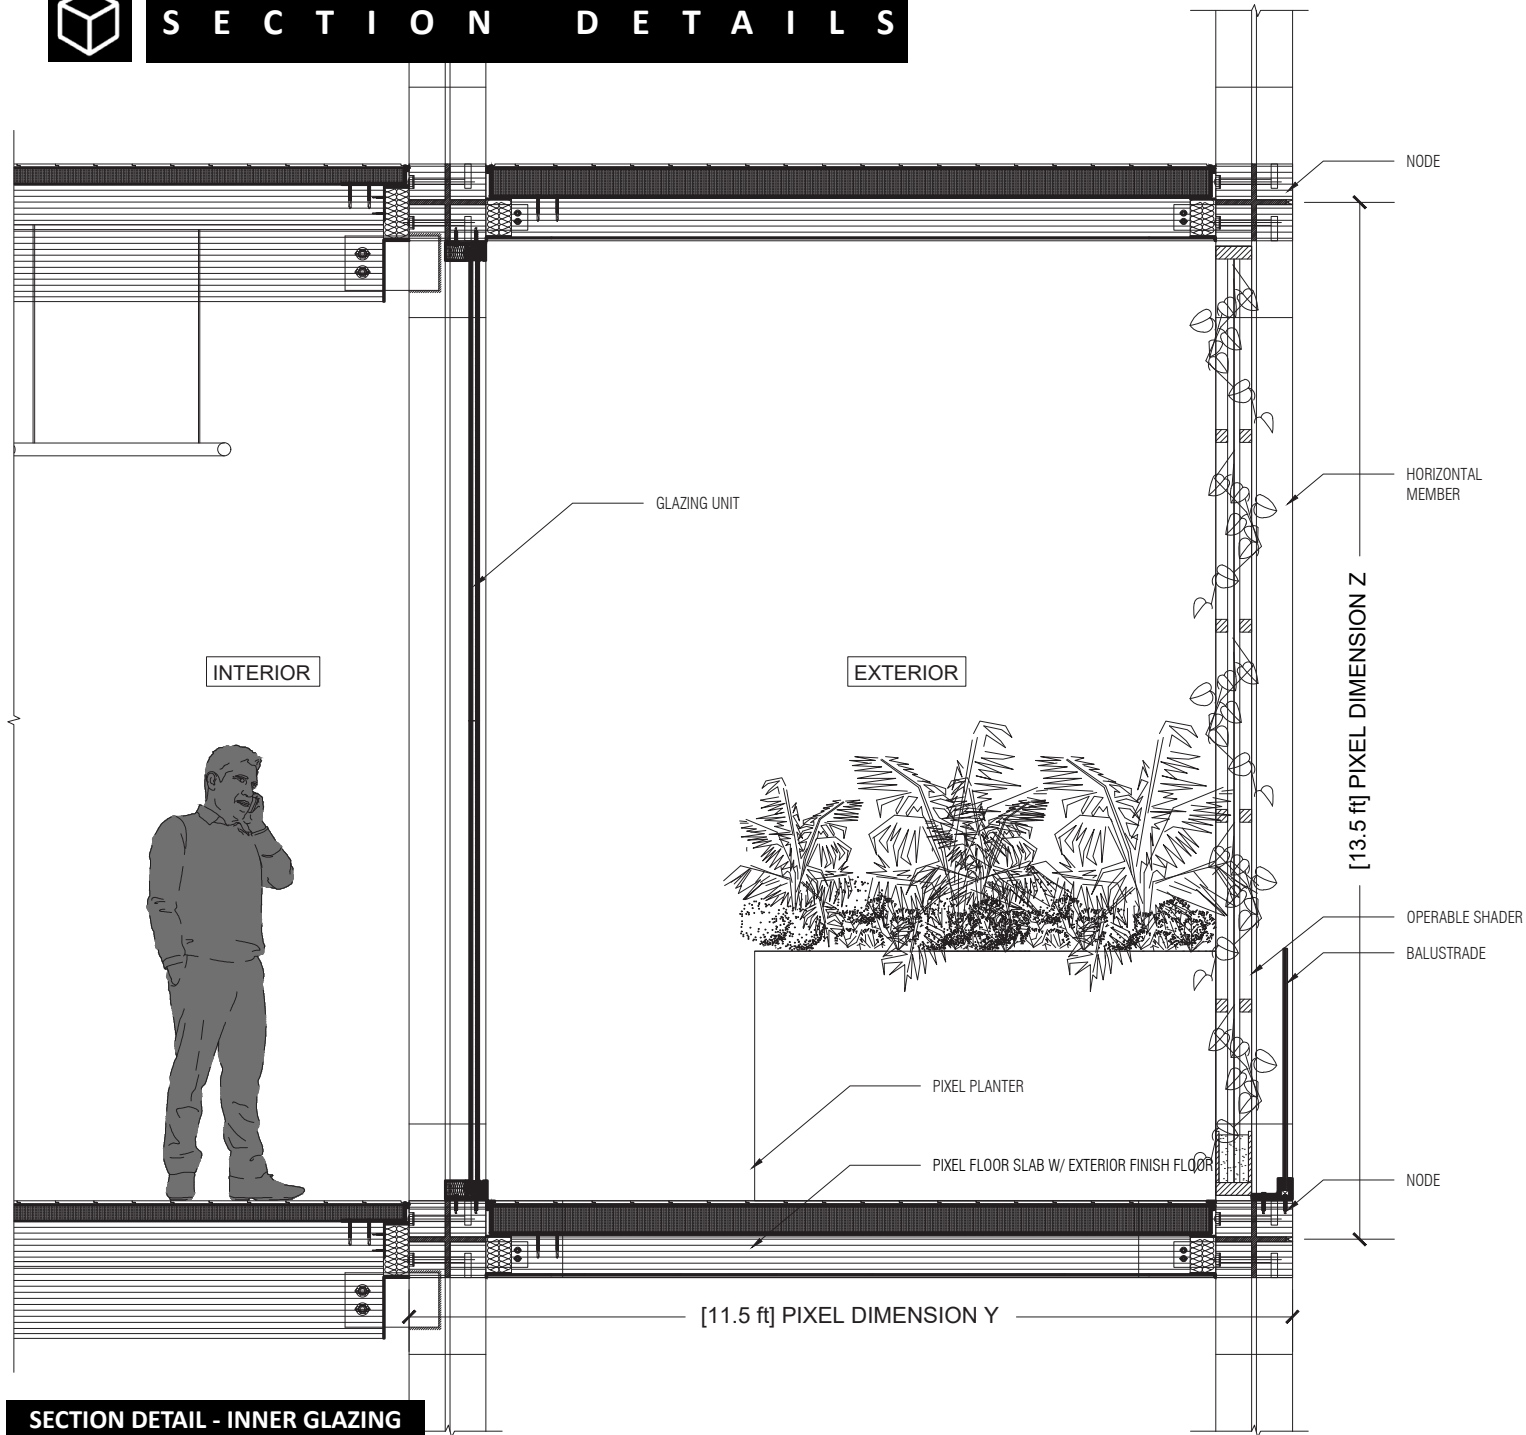 SECTION DETAILS
NODE
HORIZONTAL
MEMBER
GLAZING UNIT
INTERIOR
EXTERIOR
[13.5 ft] PIXEL DIMENSION Z
OPERABLE SHADER
BALUSTRADE
PIXEL PLANTER
PIXEL FLOOR SLAB W/ EXTERIOR FINISH FLOOR
NODE
[11.5 ft] PIXEL DIMENSION Y
SECTION DETAIL - INNER GLAZING